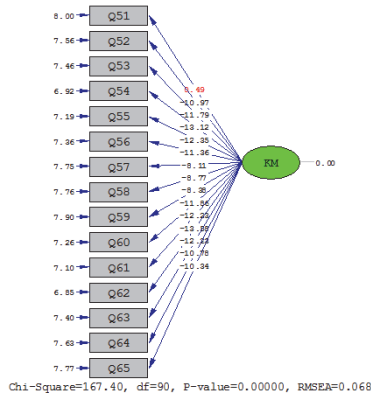 8.00 Q51
7.56 Q52
7.46 Q53
6.92 Q54
7.19 Q55
7.36 Q56
7.75 Q57
7.76 Q58
7.90 Q59
7.26 Q60
7.10 Q61
6.85 Q62
7.40 Q63
7.63 Q64
7.77 Q65
0.49
-10.97
-11.79
-13.12
-12.35
-11.36
-8.11
-8.77
-12.23
-10.78
-10.34
KM 0.00
Chi-Square=167.40, df=90, P-value=0.00000, RMSEA=0.068